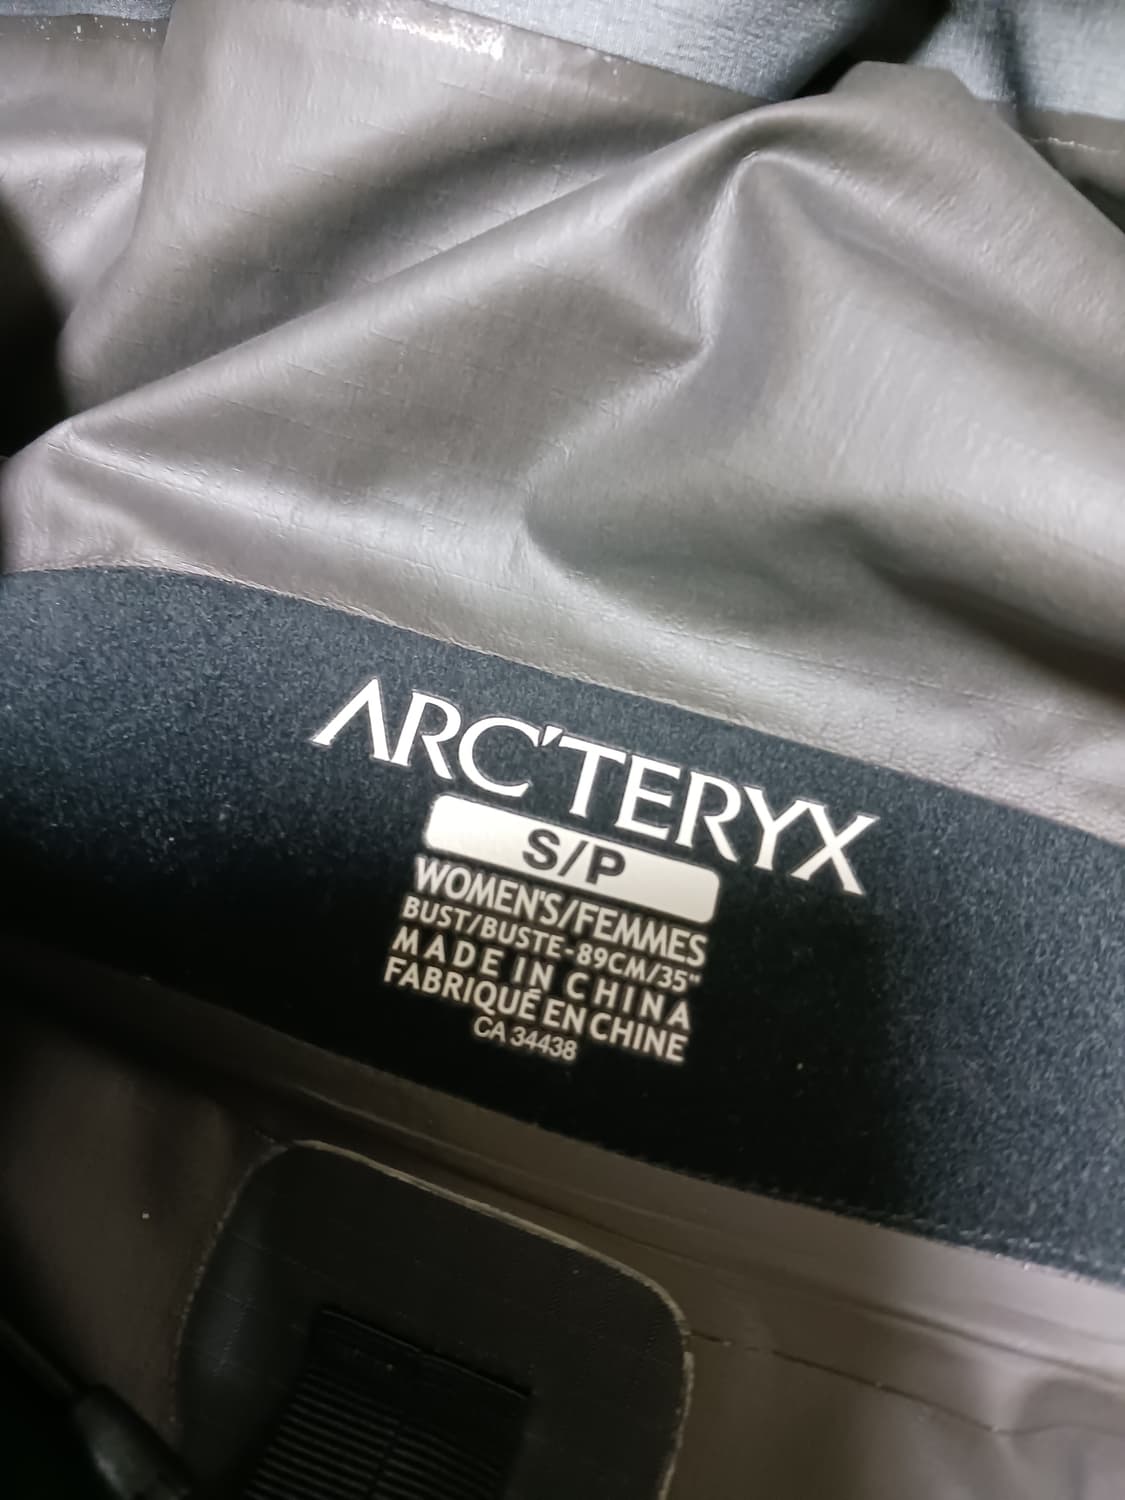 ARC'TERYX
S/P
WOMEN'S/FEMMES
BUST/BUSTE-89CM/35"
MADE IN CHINA
FABRIQUÉ EN CHINE
CA 34438